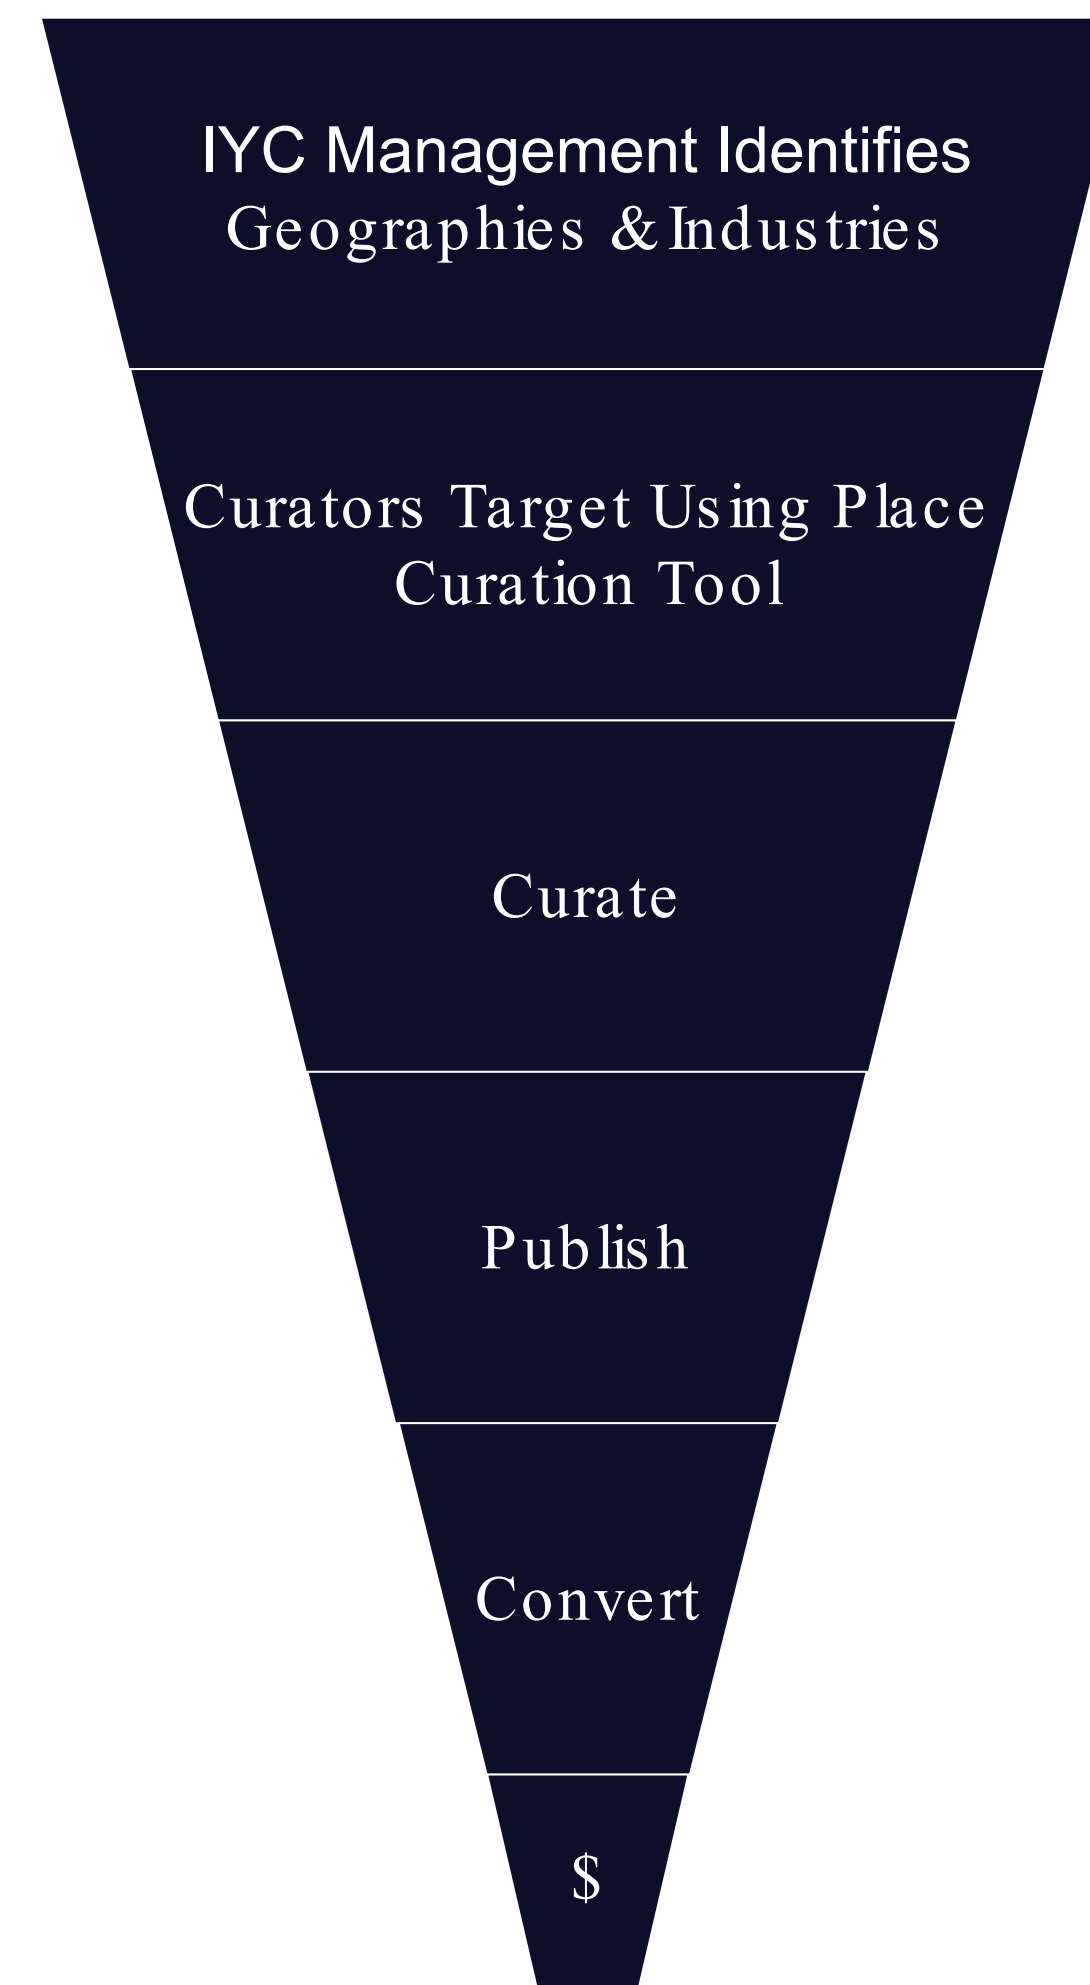 IYC Management Identifies
Geographies & Industries
Curators Target Using Place
Curation Tool
Curate
Publish
Convert
$